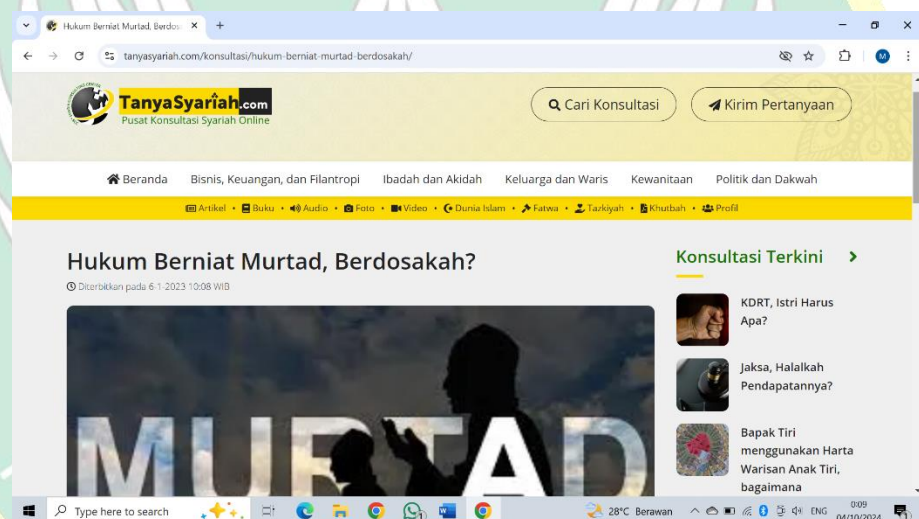 Hukum Berniat Murtad, Berdos
tanyasyariah.com/konsultasi/hukum-berniat-murtad-berdosakah/
M
TanyaSyarîah.com
Pusat Konsultasi Syariah Online
Cari Konsultasi
Kirim Pertanyaan
Beranda Bisnis, Keuangan, dan Filantropi Ibadah dan Akidah Keluarga dan Waris Kewanitaan Politik dan Dakwah
Artikel • Buku • Audio • Foto • Video • Dunia Islam • Fatwa • Tazkiyah • Khutbah • Profil
Hukum Berniat Murtad, Berdosakah?
Diterbitkan pada 6-1-2023 10:08 WIB
MURTAD
Konsultasi Terkini
KDRT, Istri Harus
Apa?
Jaksa, Halalkah
Pendapatannya?
Bapak Tiri
menggunakan Harta
Warisan Anak Tiri,
bagaimana
Type here to search
28°C Berawan
ENG
0:09
04/10/2024